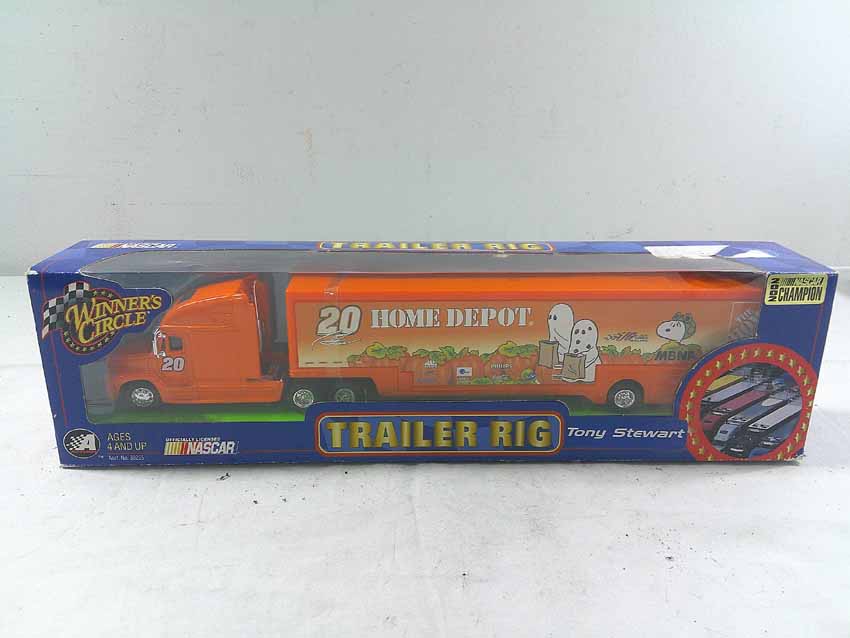 NASCAR
TRAILER RIG
WINNER'S
CIRCLE
20
20 HOME DEPOT
PHILIPS
MBNA
NASCAR
CHAMPION
A
AGES
4 AND UP
OFFICIALLY LICENSED
NASCAR
TRAILER RIG
Tony Stewart